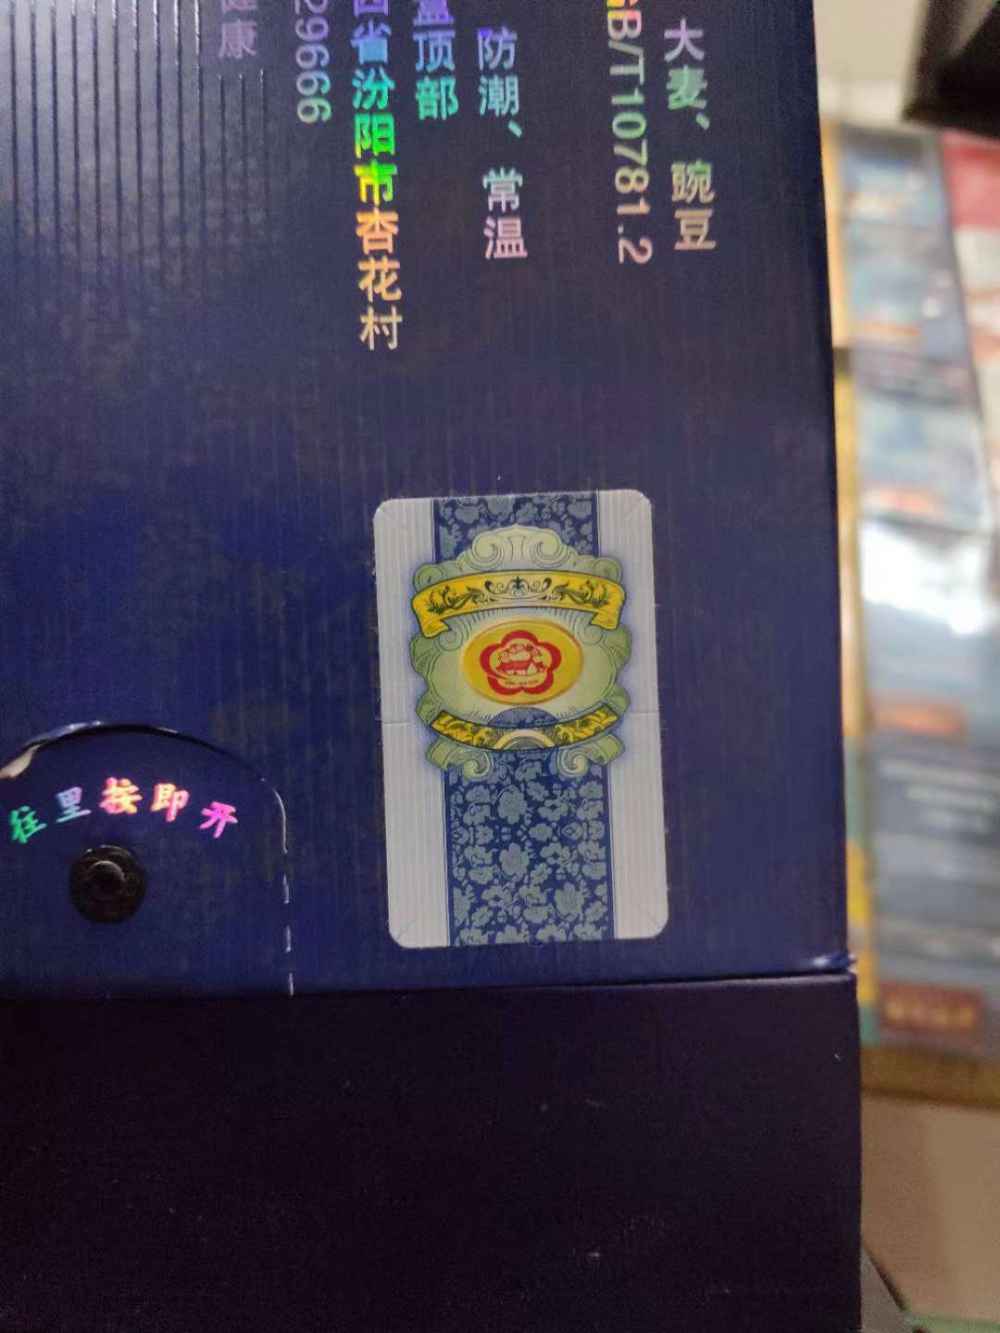 大麦、豌豆
GB/T10781.2
防潮、常温
盒顶部
省汾阳市杏花村
29666
健康
往里按即开